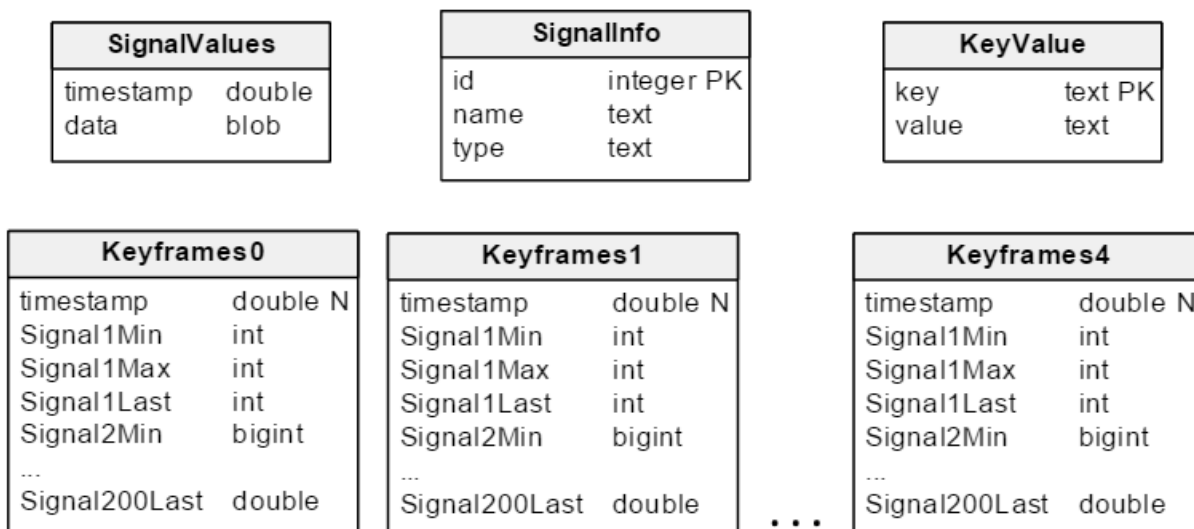 SignalValues
timestamp double
data blob
SignalInfo
id integer PK
name text
type text
KeyValue
key text PK
value text
Keyframes0
timestamp double N
Signal1Min int
Signal1Max int
Signal1Last int
Signal2Min bigint
...
Signal200Last double
Keyframes1
timestamp double N
Signal1Min int
Signal1Max int
Signal1Last int
Signal2Min bigint
...
Signal200Last double
...
Keyframes4
timestamp double N
Signal1Min int
Signal1Max int
Signal1Last int
Signal2Min bigint
...
Signal200Last double